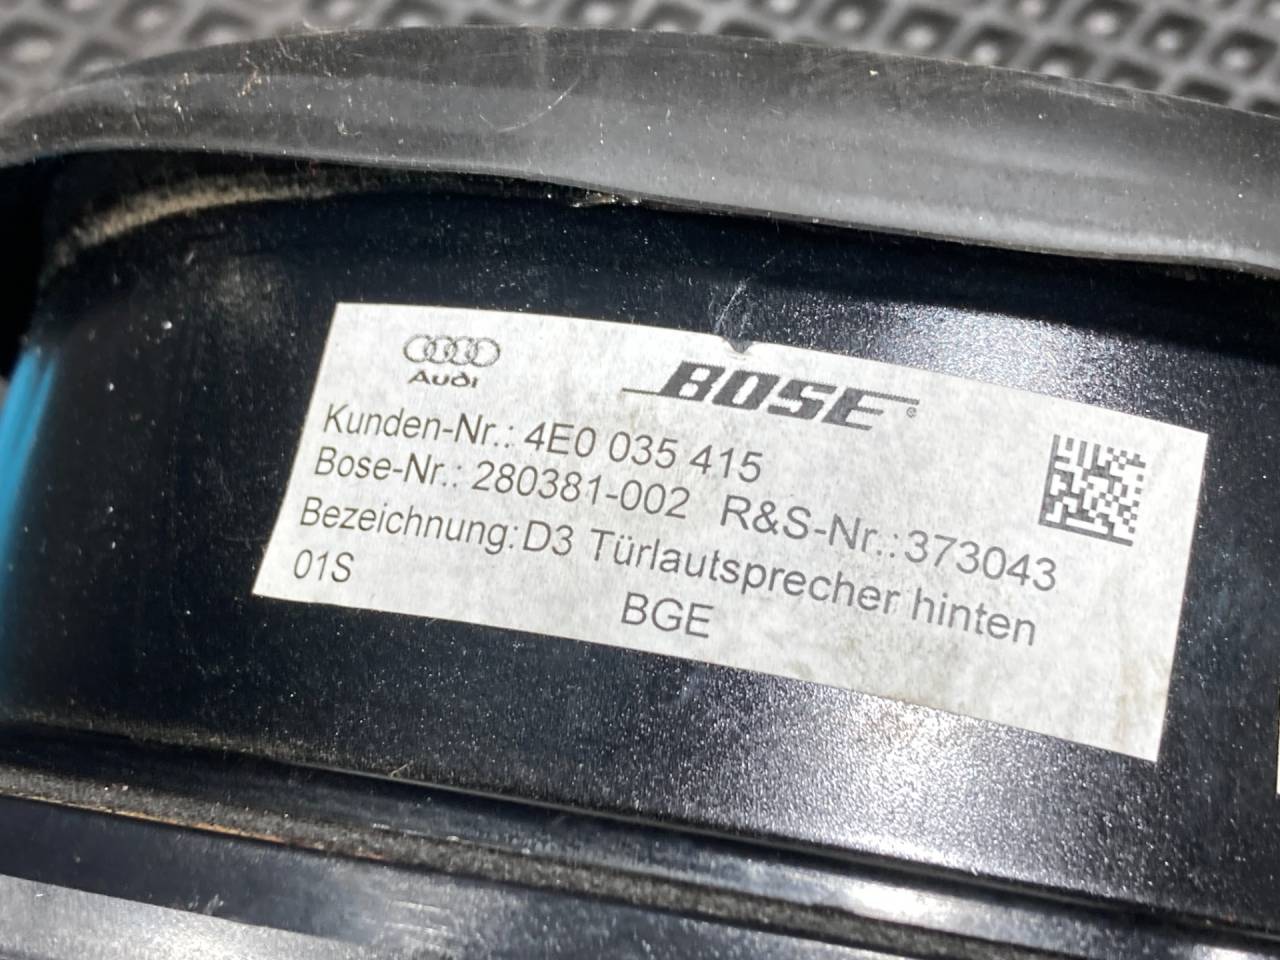 Audi
BOSE®
Kunden-Nr.: 4E0 035 415
Bose-Nr.: 280381-002 R&S-Nr.: 373043
Bezeichnung: D3 Türlautsprecher hinten
01S BGE